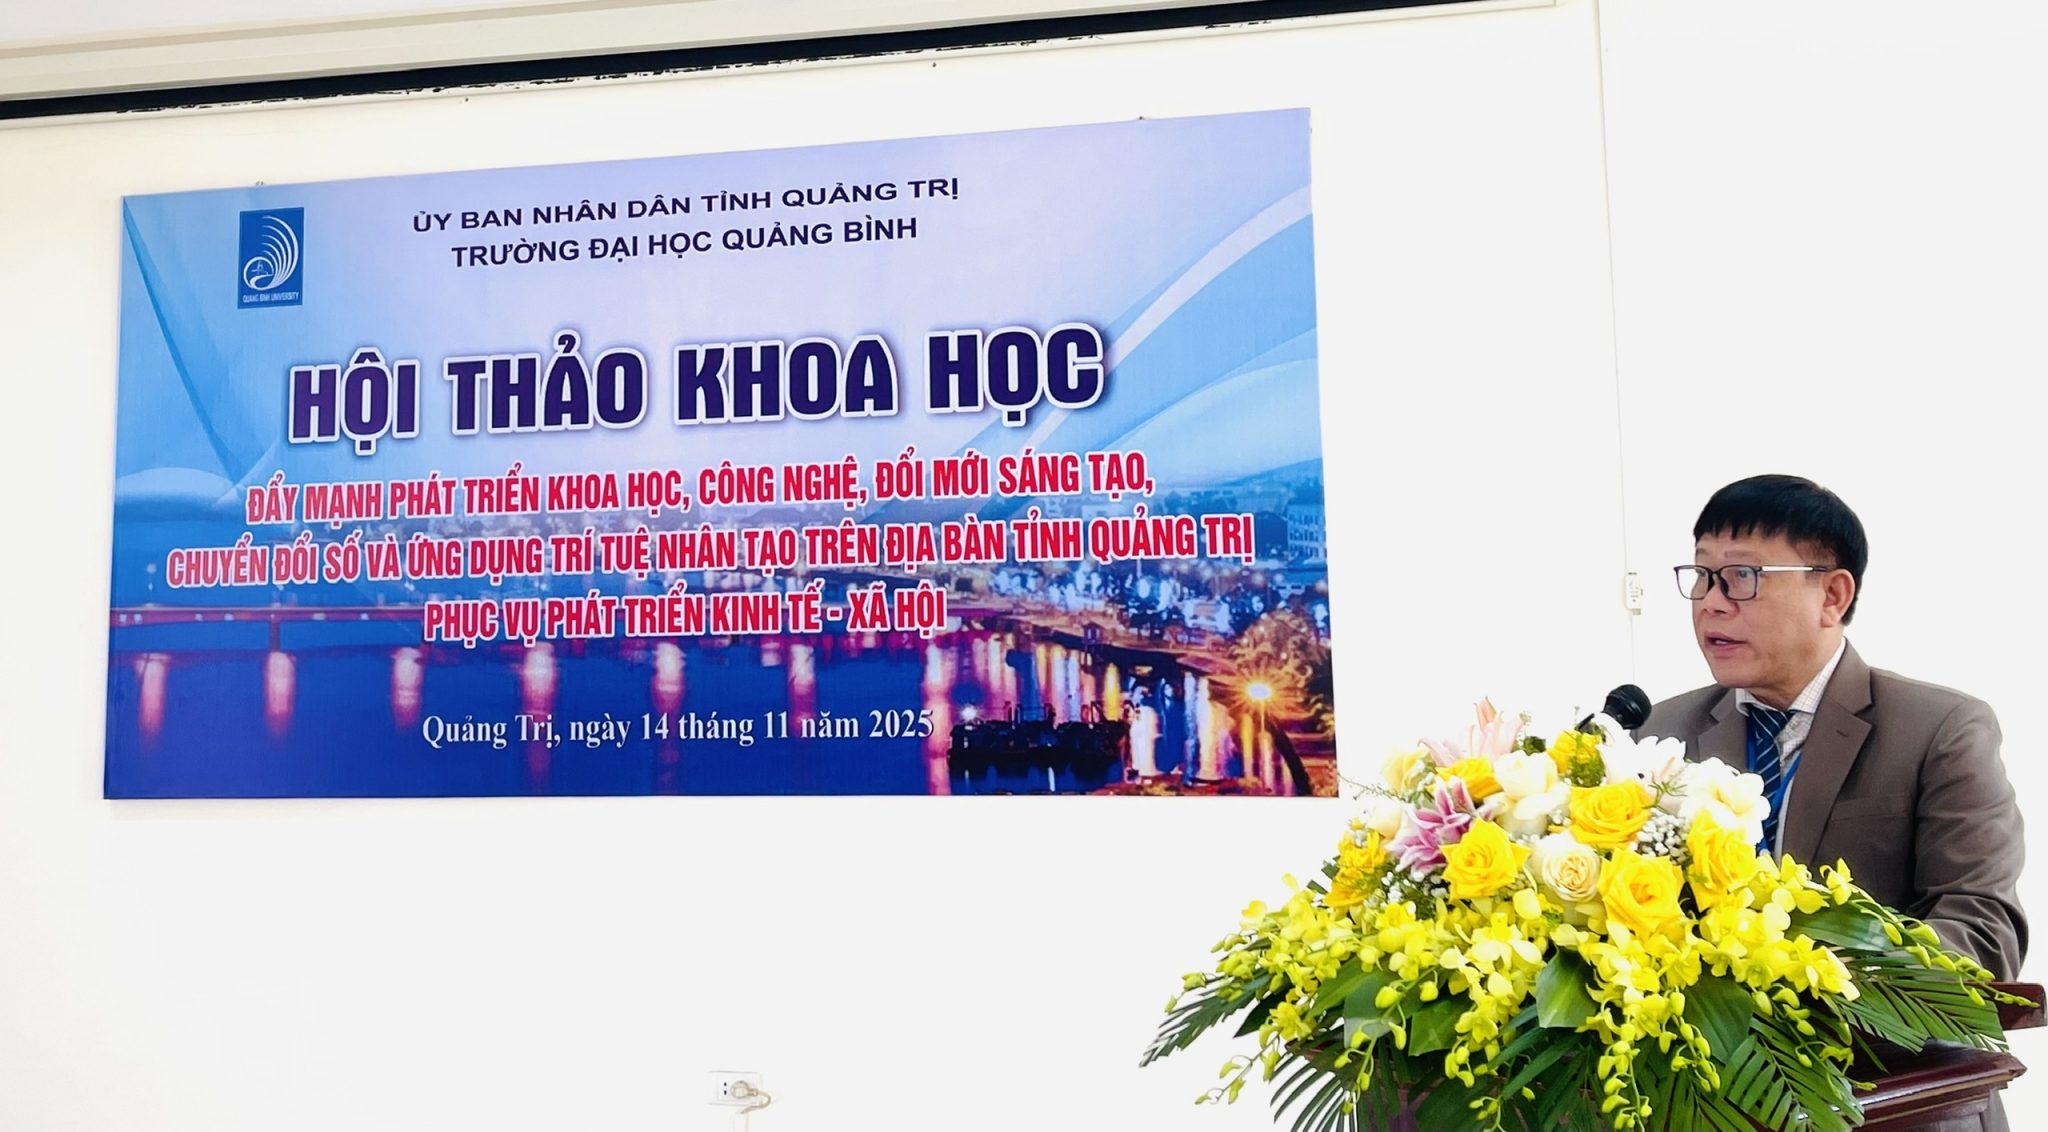 ỦY BAN NHÂN DÂN TỈNH QUẢNG TRỊ
TRƯỜNG ĐẠI HỌC QUẢNG BÌNH
QUANG BINH UNIVERSITY
HỘI THẢO KHOA HỌC
ĐẨY MẠNH PHÁT TRIỂN KHOA HỌC, CÔNG NGHỆ, ĐỔI MỚI SÁNG TẠO,
CHUYỂN ĐỔI SỐ VÀ ỨNG DỤNG TRÍ TUỆ NHÂN TẠO TRÊN ĐỊA BÀN TỈNH QUẢNG TRỊ
PHỤC VỤ PHÁT TRIỂN KINH TẾ - XÃ HỘI
Quảng Trị, ngày 14 tháng 11 năm 2025